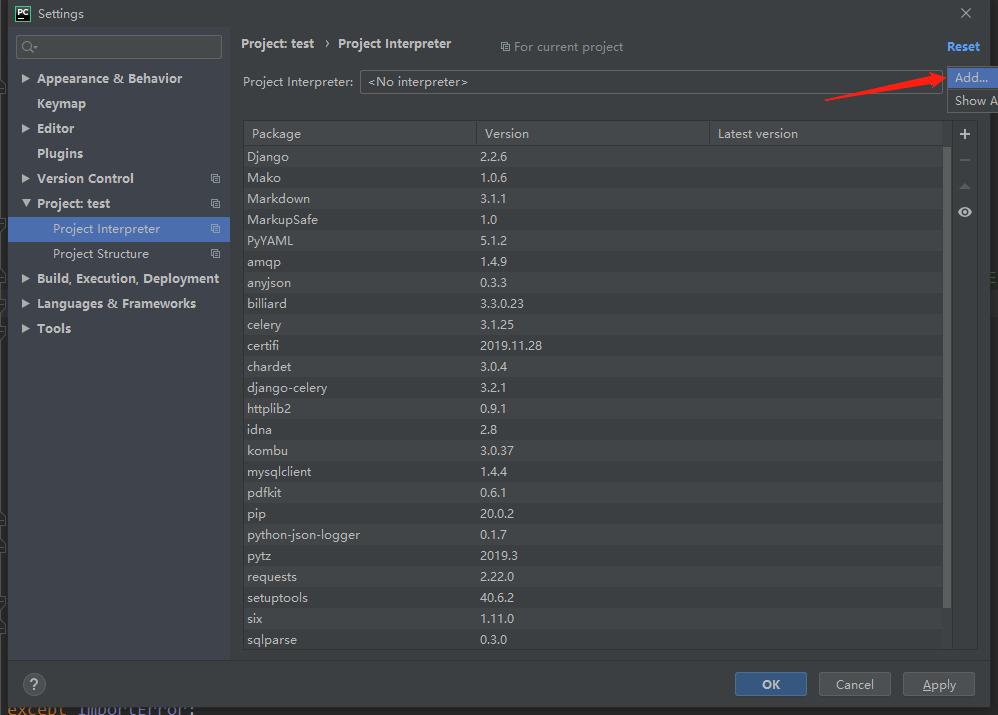 PC Settings
Project: test › Project Interpreter For current project Reset
Project Interpreter: <No interpreter> Add...
Show A
Appearance & Behavior
Keymap
Editor
Plugins
Version Control
Project: test
Project Interpreter
Project Structure
Build, Execution, Deployment
Languages & Frameworks
Tools
Package Version Latest version
Django 2.2.6
Mako 1.0.6
Markdown 3.1.1
MarkupSafe 1.0
PyYAML 5.1.2
amqp 1.4.9
anyjson 0.3.3
billiard 3.3.0.23
celery 3.1.25
certifi 2019.11.28
chardet 3.0.4
django-celery 3.2.1
httplib2 0.9.1
idna 2.8
kombu 3.0.37
mysqlclient 1.4.4
pdfkit 0.6.1
pip 20.0.2
python-json-logger 0.1.7
pytz 2019.3
requests 2.22.0
setuptools 40.6.2
six 1.11.0
sqlparse 0.3.0
? OK Cancel Apply
except ImportError: